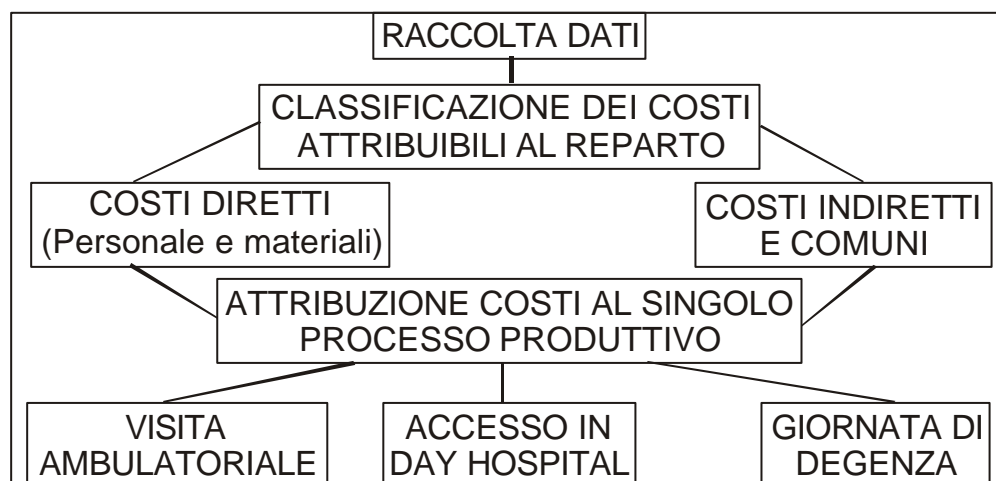 RACCOLTA DATI
CLASSIFICAZIONE DEI COSTI
ATTRIBUIBILI AL REPARTO
COSTI DIRETTI
(Personale e materiali)
COSTI INDIRETTI
E COMUNI
ATTRIBUZIONE COSTI AL SINGOLO
PROCESSO PRODUTTIVO
VISITA
AMBULATORIALE
ACCESSO IN
DAY HOSPITAL
GIORNATA DI
DEGENZA